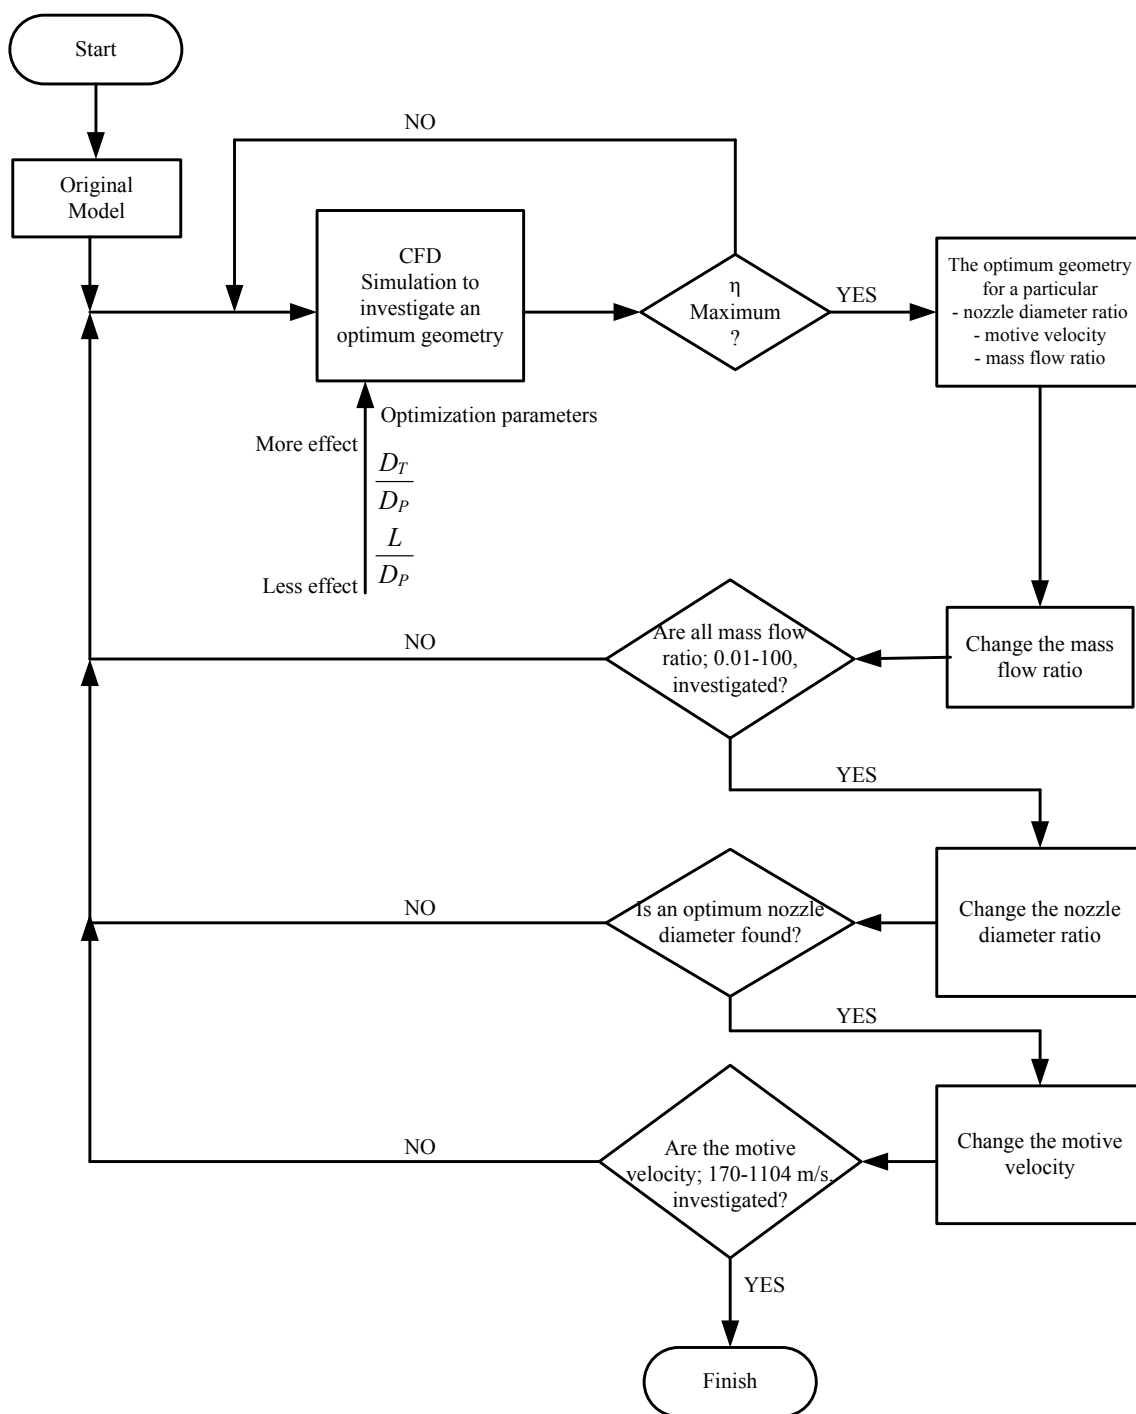 Start
NO
Original
Model
CFD
Simulation to
investigate an
optimum geometry
η
Maximum
?
YES
The optimum geometry
for a particular
- nozzle diameter ratio
- motive velocity
- mass flow ratio
Optimization parameters
More effect
D_T
D_P
L
D_P
Less effect
NO
Are all mass flow
ratio; 0.01-100,
investigated?
Change the mass
flow ratio
YES
NO
Is an optimum nozzle
diameter found?
Change the nozzle
diameter ratio
YES
NO
Are the motive
velocity; 170-1104 m/s,
investigated?
Change the motive
velocity
YES
Finish